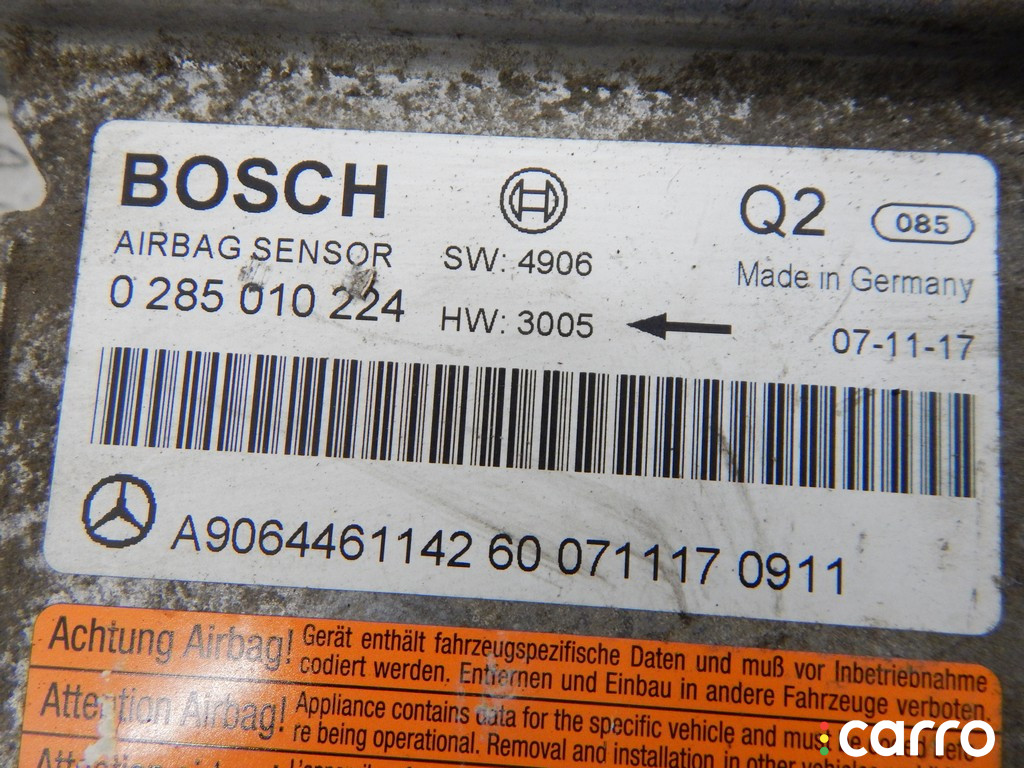 BOSCH
Q2 085
AIRBAG SENSOR SW: 4906
Made in Germany
0 285 010 224 HW: 3005
07-11-17
A9064461142 60 071117 0911
Achtung Airbag! Gerät enthält fahrzeugspezifische Daten und muß vor Inbetriebnahme
codiert werden. Entfernen und Einbau in andere Fahrzeuge verboten.
Attention Airbag! Appliance contains data for the specific vehicle and must
re being operational. Removal and installation in other
carro